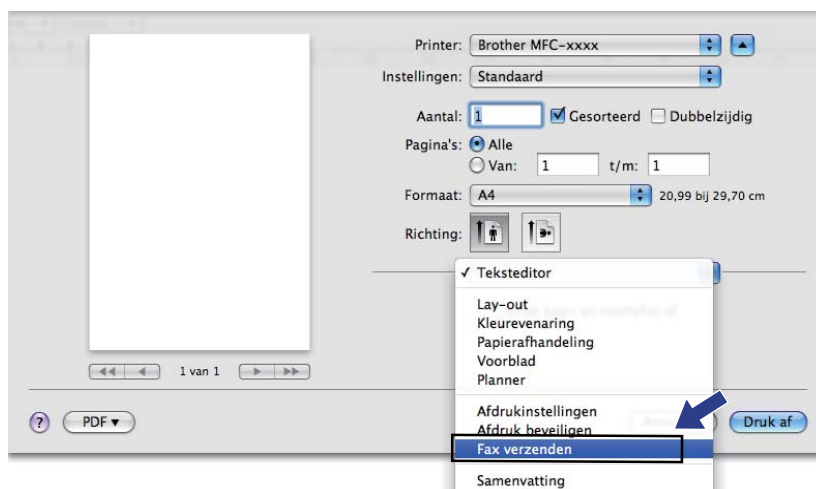 Printer: Brother MFC-xxxx
Instellingen: Standaard
Aantal: 1 Gesorteerd Dubbelzijdig
Pagina's: Alle
Van: 1 t/m: 1
Formaat: A4 20,99 bij 29,70 cm
Richting:
✓ Teksteditor
Lay-out
Kleurevenaring
Papierafhandeling
Voorblad
Planner
Afdrukinstellingen
Afdruk beveiligen
Fax verzenden
Samenvatting
1 van 1
? PDF ▼ Druk af